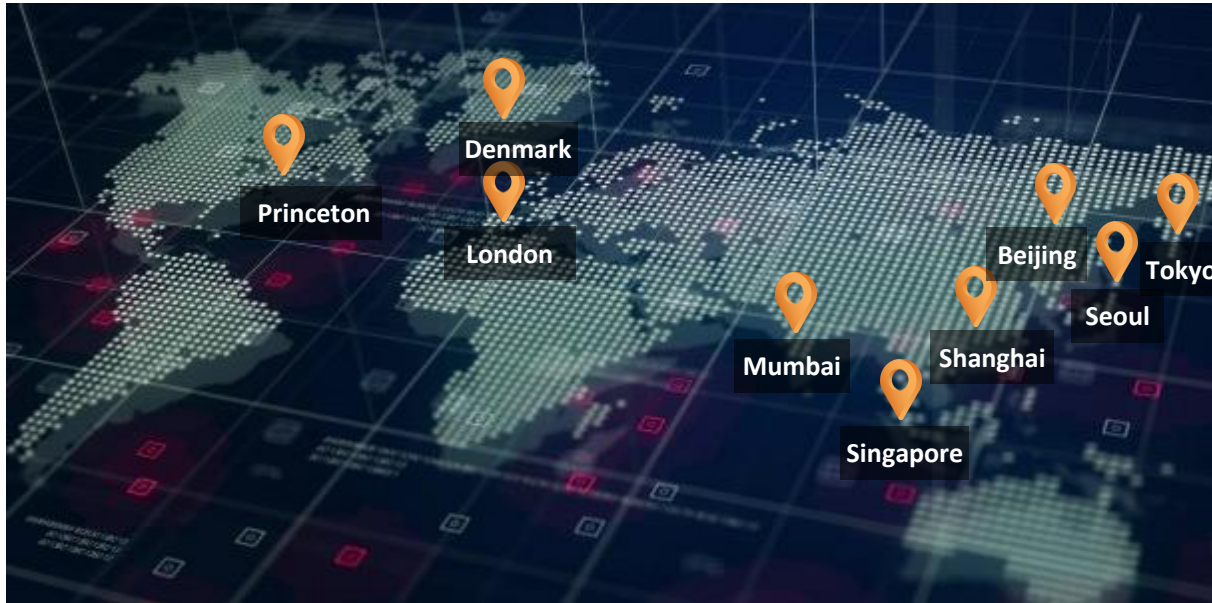 Denmark
Princeton
London
Beijing
Tokyo
Seoul
Mumbai
Shanghai
Singapore